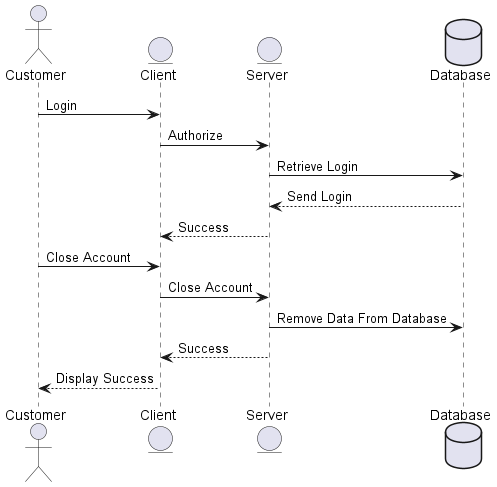 Customer
Client
Server
Database
Login
Authorize
Retrieve Login
Send Login
Success
Close Account
Close Account
Remove Data From Database
Success
Display Success
Customer
Client
Server
Database